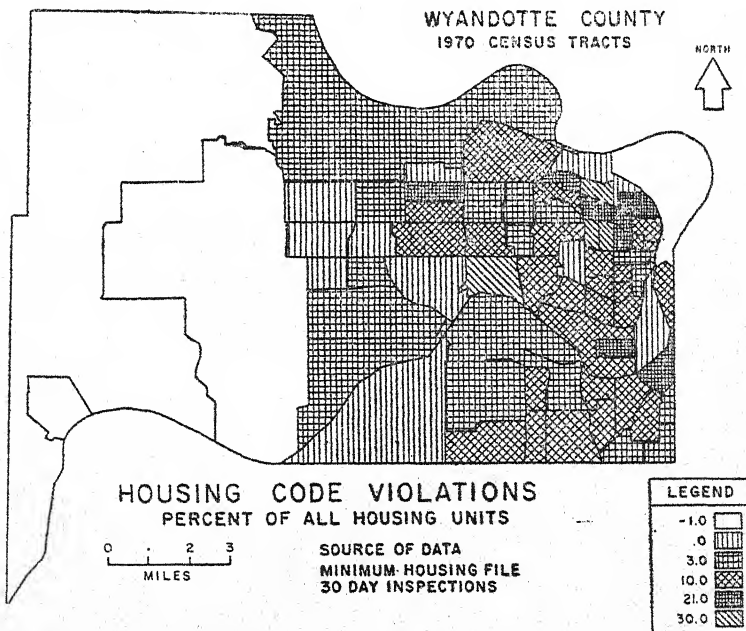 WYANDOTTE COUNTY
1970 CENSUS TRACTS
NORTH
HOUSING CODE VIOLATIONS
PERCENT OF ALL HOUSING UNITS
0 . 2 3
MILES
SOURCE OF DATA
MINIMUM HOUSING FILE
30 DAY INSPECTIONS
LEGEND
-1.0
.0
3.0
10.0
21.0
30.0